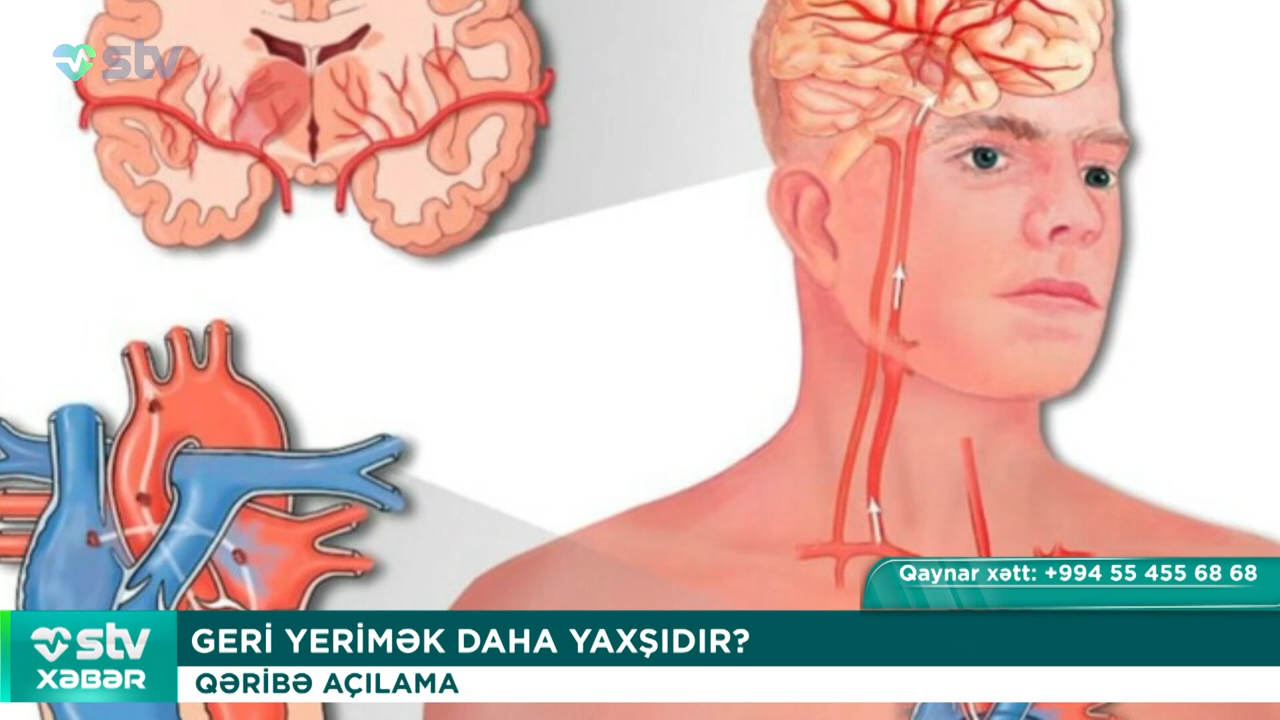 stv
Qaynar xətt: +994 55 455 68 68
stv
XƏBƏR
GERİ YERİMƏK DAHA YAXŞIDIR?
QƏRİBƏ AÇILAMA